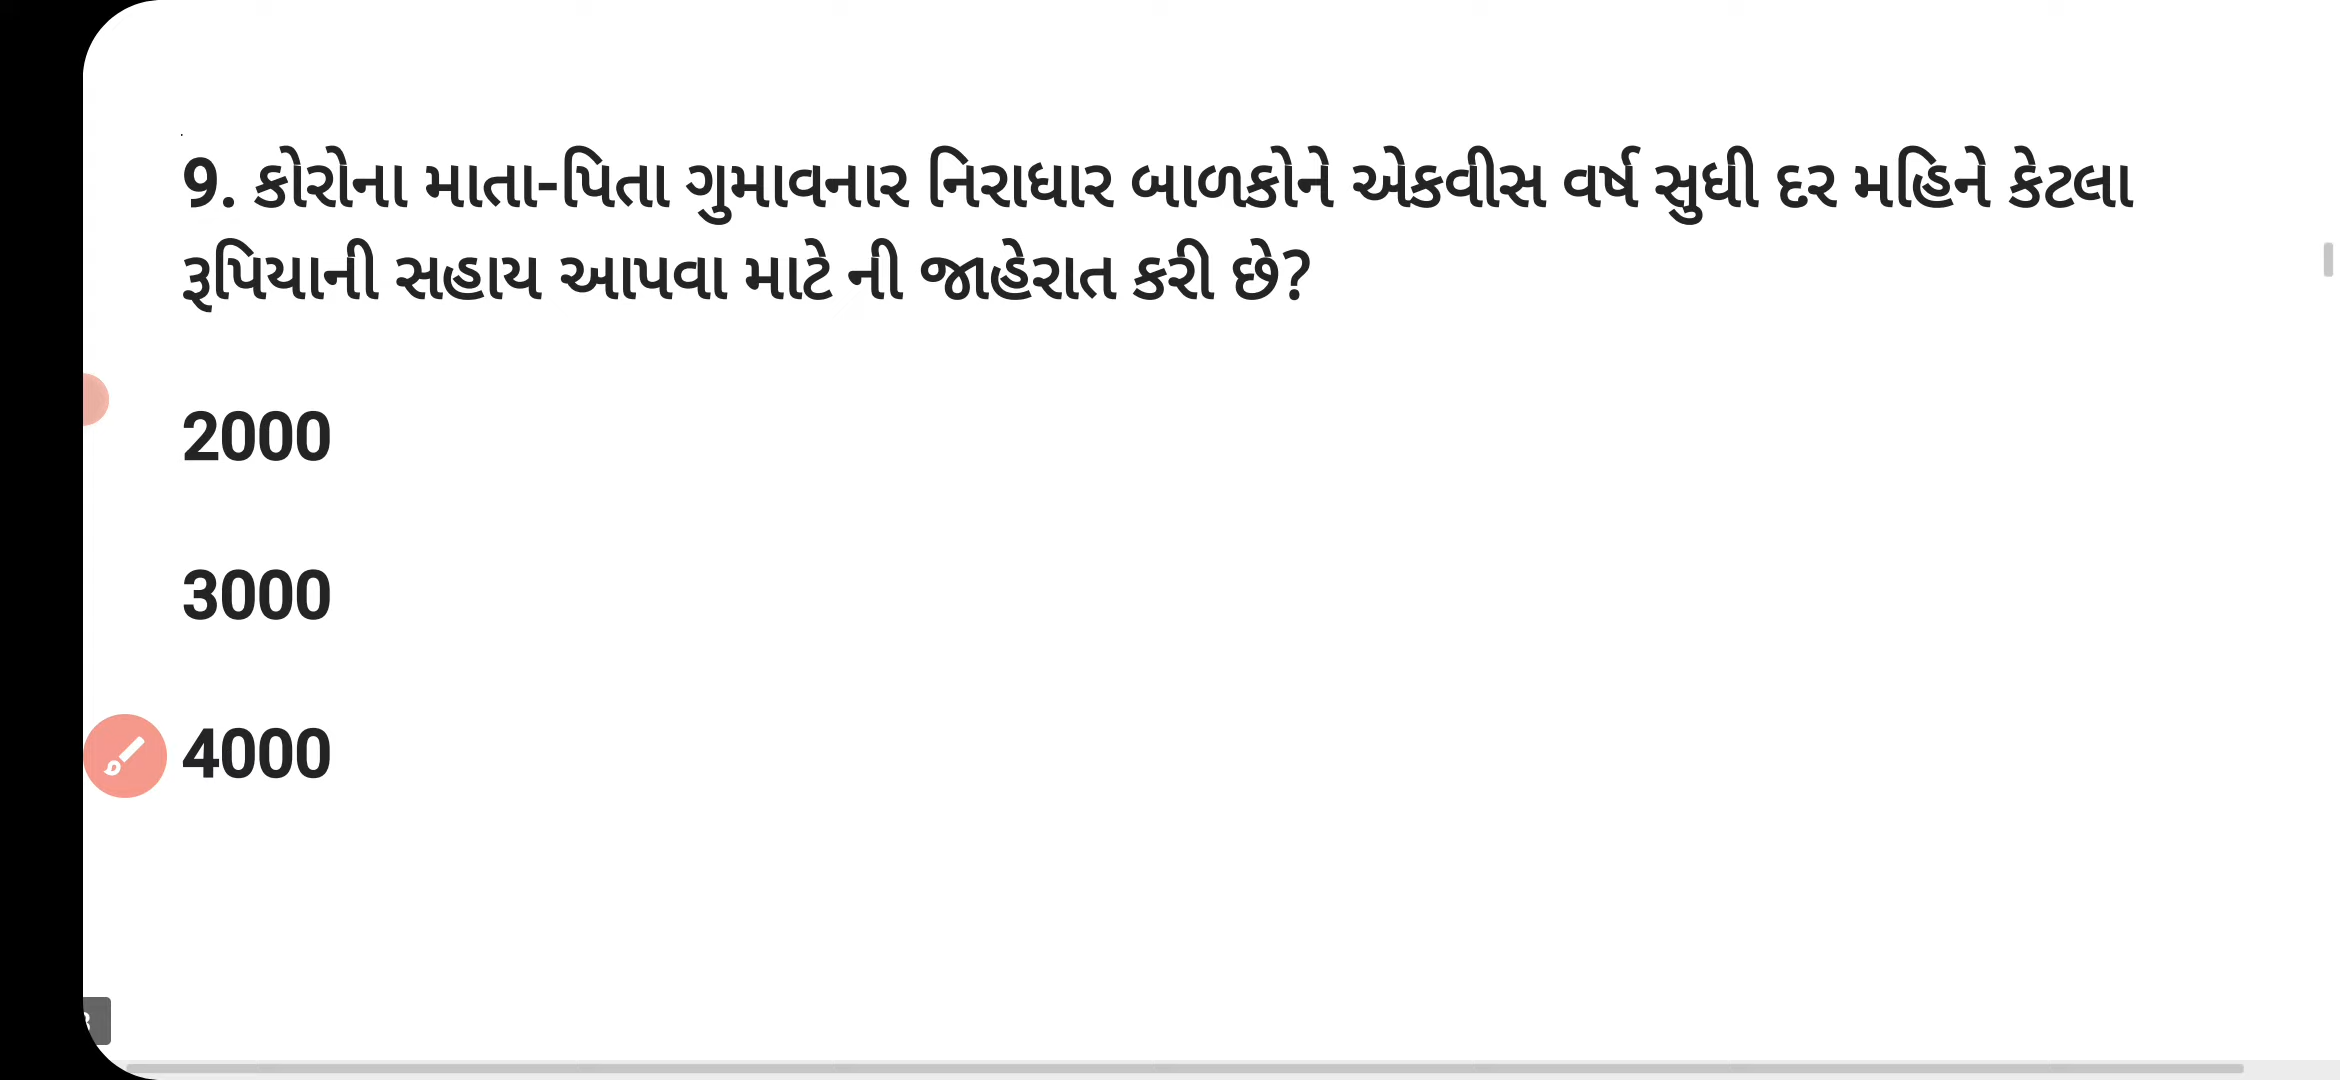 9. કોરોના માતા-પિતા ગુમાવનાર નિરાધાર બાળકોને એકવીસ વર્ષ સુધી દર મહિને કેટલા
રૂપિયાની સહાય આપવા માટે ની જાહેરાત કરી છે?
2000
3000
4000